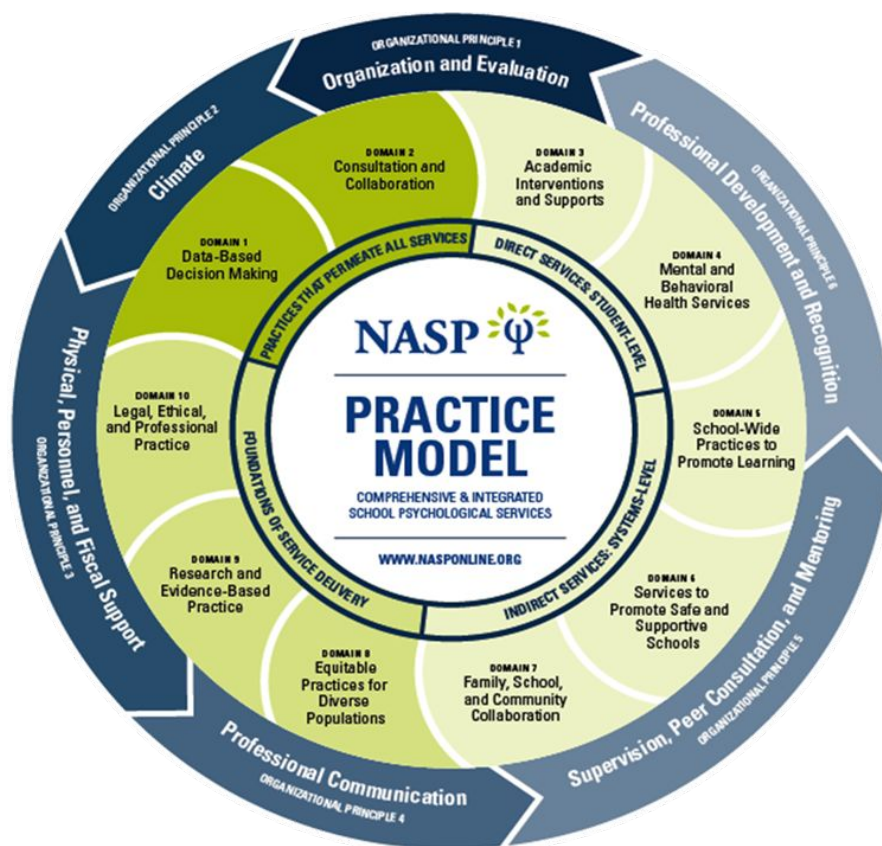 ORGANIZATIONAL PRINCIPLE 1
Organization and Evaluation
ORGANIZATIONAL PRINCIPLE 2
Climate
ORGANIZATIONAL PRINCIPLE 3
Physical, Personnel, and Fiscal Support
ORGANIZATIONAL PRINCIPLE 4
Professional Communication
ORGANIZATIONAL PRINCIPLE 5
Supervision, Peer Consultation, and Mentoring
ORGANIZATIONAL PRINCIPLE 6
Professional Development and Recognition
DOMAIN 1
Data-Based
Decision Making
DOMAIN 2
Consultation and
Collaboration
DOMAIN 3
Academic
Interventions
and Supports
DOMAIN 4
Mental and
Behavioral
Health Services
DOMAIN 5
School-Wide
Practices to
Promote Learning
DOMAIN 6
Services to
Promote Safe and
Supportive
Schools
DOMAIN 7
Family, School,
and Community
Collaboration
DOMAIN 8
Equitable
Practices for
Diverse
Populations
DOMAIN 9
Research and
Evidence-Based
Practice
DOMAIN 10
Legal, Ethical,
and Professional
Practice
PRACTICES THAT PERMEATE ALL SERVICES
DIRECT SERVICES: STUDENT-LEVEL
INDIRECT SERVICES: SYSTEMS-LEVEL
FOUNDATIONS OF SERVICE DELIVERY
NASP ψ
PRACTICE
MODEL
COMPREHENSIVE & INTEGRATED
SCHOOL PSYCHOLOGICAL SERVICES
WWW.NASPONLINE.ORG